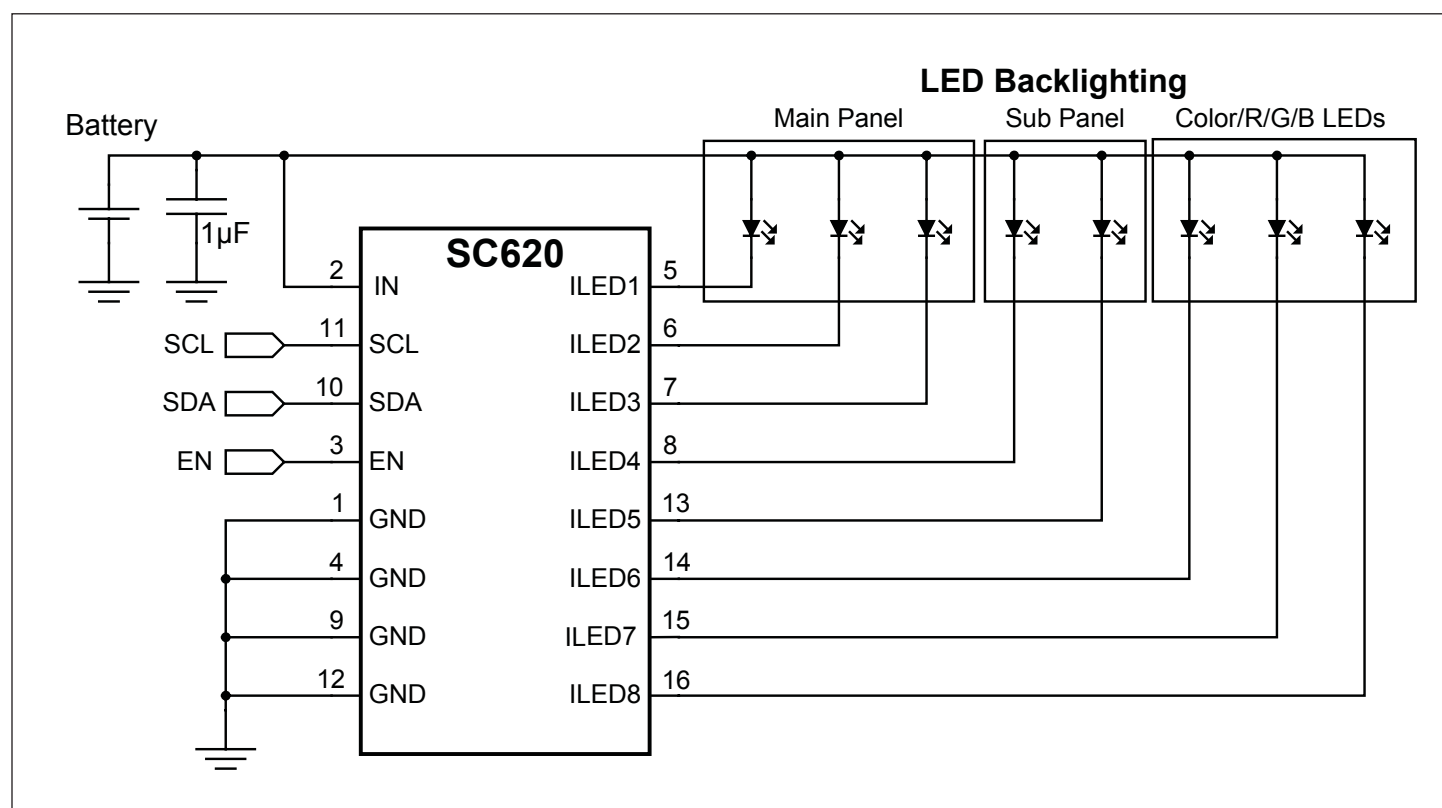 LED Backlighting
Main Panel
Sub Panel
Color/R/G/B LEDs
Battery
1µF
SC620
2
IN
ILED1
5
SCL
11
SCL
ILED2
6
SDA
10
SDA
ILED3
7
EN
3
EN
ILED4
8
1
GND
ILED5
13
4
GND
ILED6
14
9
GND
ILED7
15
12
GND
ILED8
16